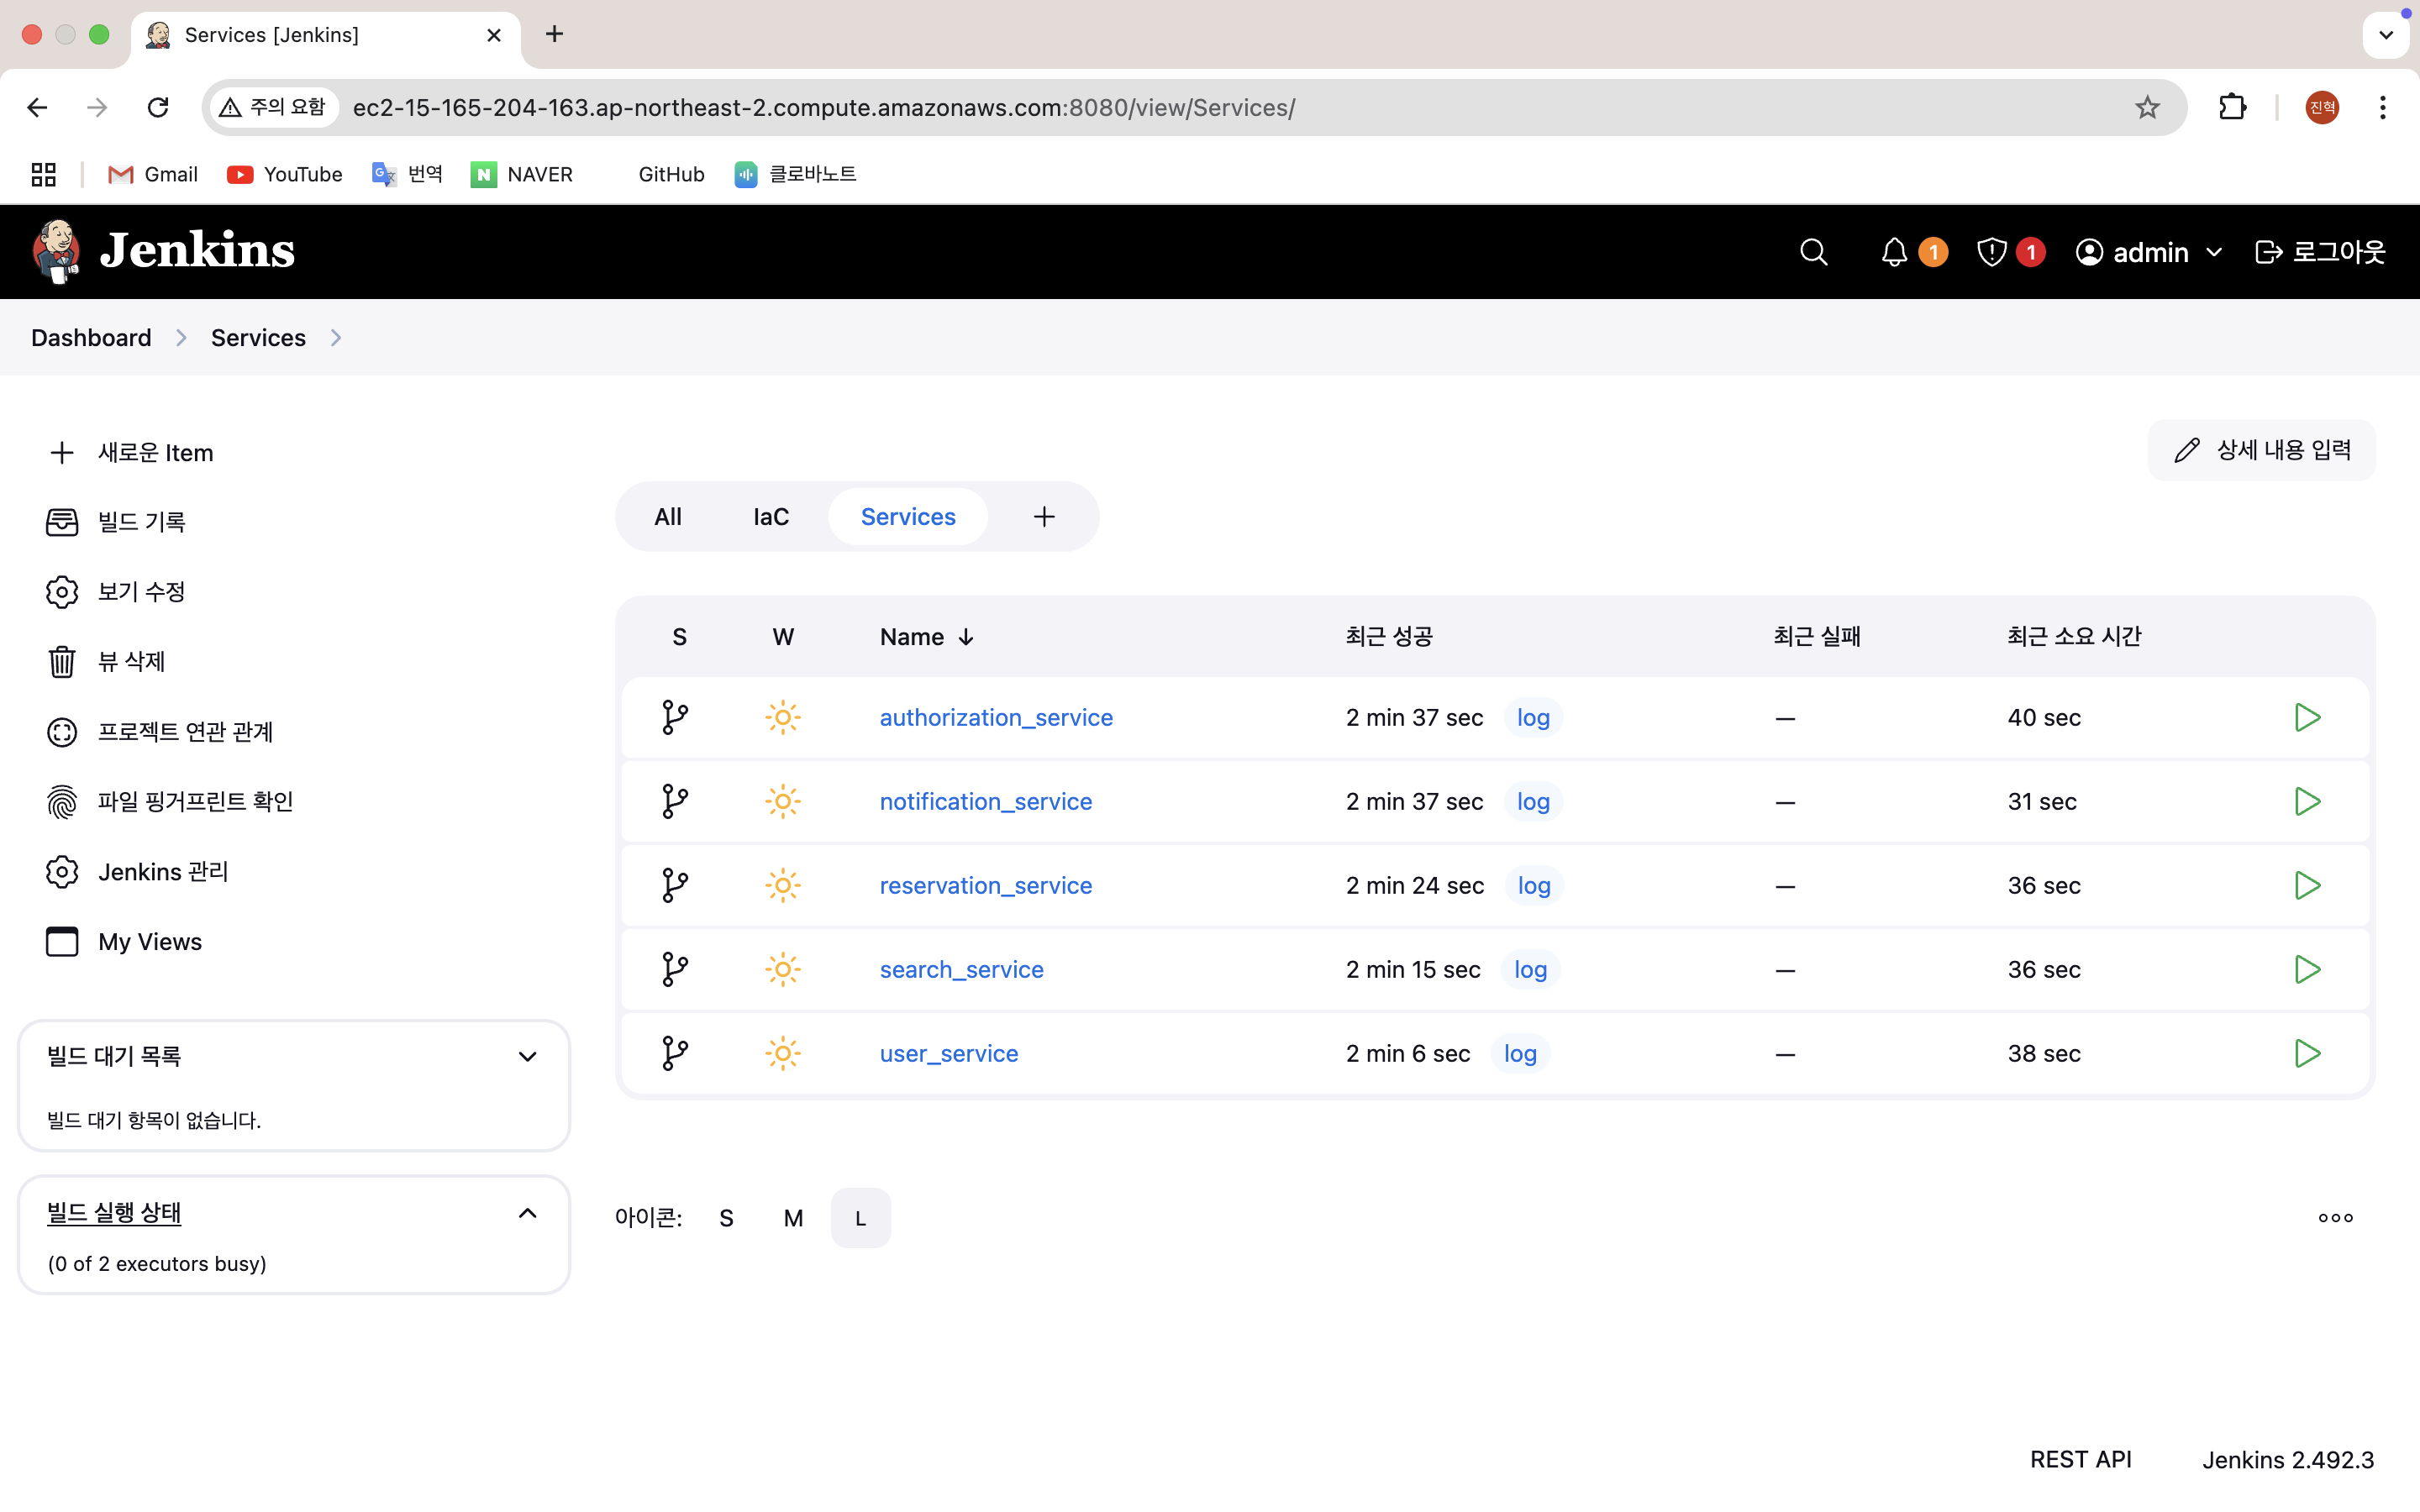 Services [Jenkins]
주의 요함 ec2-15-165-204-163.ap-northeast-2.compute.amazonaws.com:8080/view/Services/
진혁
Gmail YouTube 번역 NAVER GitHub 클로바노트
Jenkins 1 1 admin 로그아웃
Dashboard Services
새로운 Item
빌드 기록
보기 수정
뷰 삭제
프로젝트 연관 관계
파일 핑거프린트 확인
Jenkins 관리
My Views
빌드 대기 목록
빌드 대기 항목이 없습니다.
빌드 실행 상태
(0 of 2 executors busy)
상세 내용 입력
All IaC Services +
S W Name ↓ 최근 성공 최근 실패 최근 소요 시간
authorization_service 2 min 37 sec log — 40 sec
notification_service 2 min 37 sec log — 31 sec
reservation_service 2 min 24 sec log — 36 sec
search_service 2 min 15 sec log — 36 sec
user_service 2 min 6 sec log — 38 sec
아이콘: S M L
REST API Jenkins 2.492.3